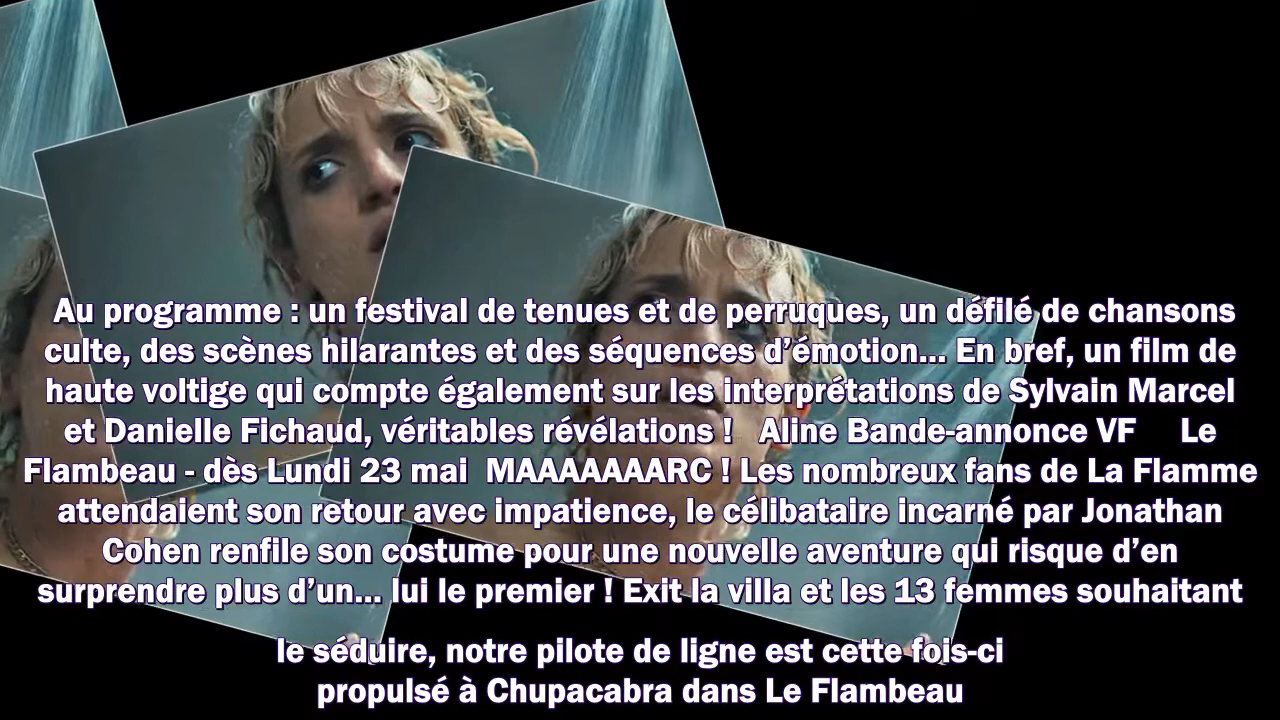 Au programme : un festival de tenues et de perruques, un défilé de chansons
culte, des scènes hilarantes et des séquences d’émotion... En bref, un film de
haute voltige qui compte également sur les interprétations de Sylvain Marcel
et Danielle Fichaud, véritables révélations ! Aline Bande-annonce VF Le
Flambeau - dès Lundi 23 mai MAAAAAAARC ! Les nombreux fans de La Flamme
attendaient son retour avec impatience, le célibataire incarné par Jonathan
Cohen renfile son costume pour une nouvelle aventure qui risque d’en
surprendre plus d’un... lui le premier ! Exit la villa et les 13 femmes souhaitant
le séduire, notre pilote de ligne est cette fois-ci
propulsé à Chupacabra dans Le Flambeau